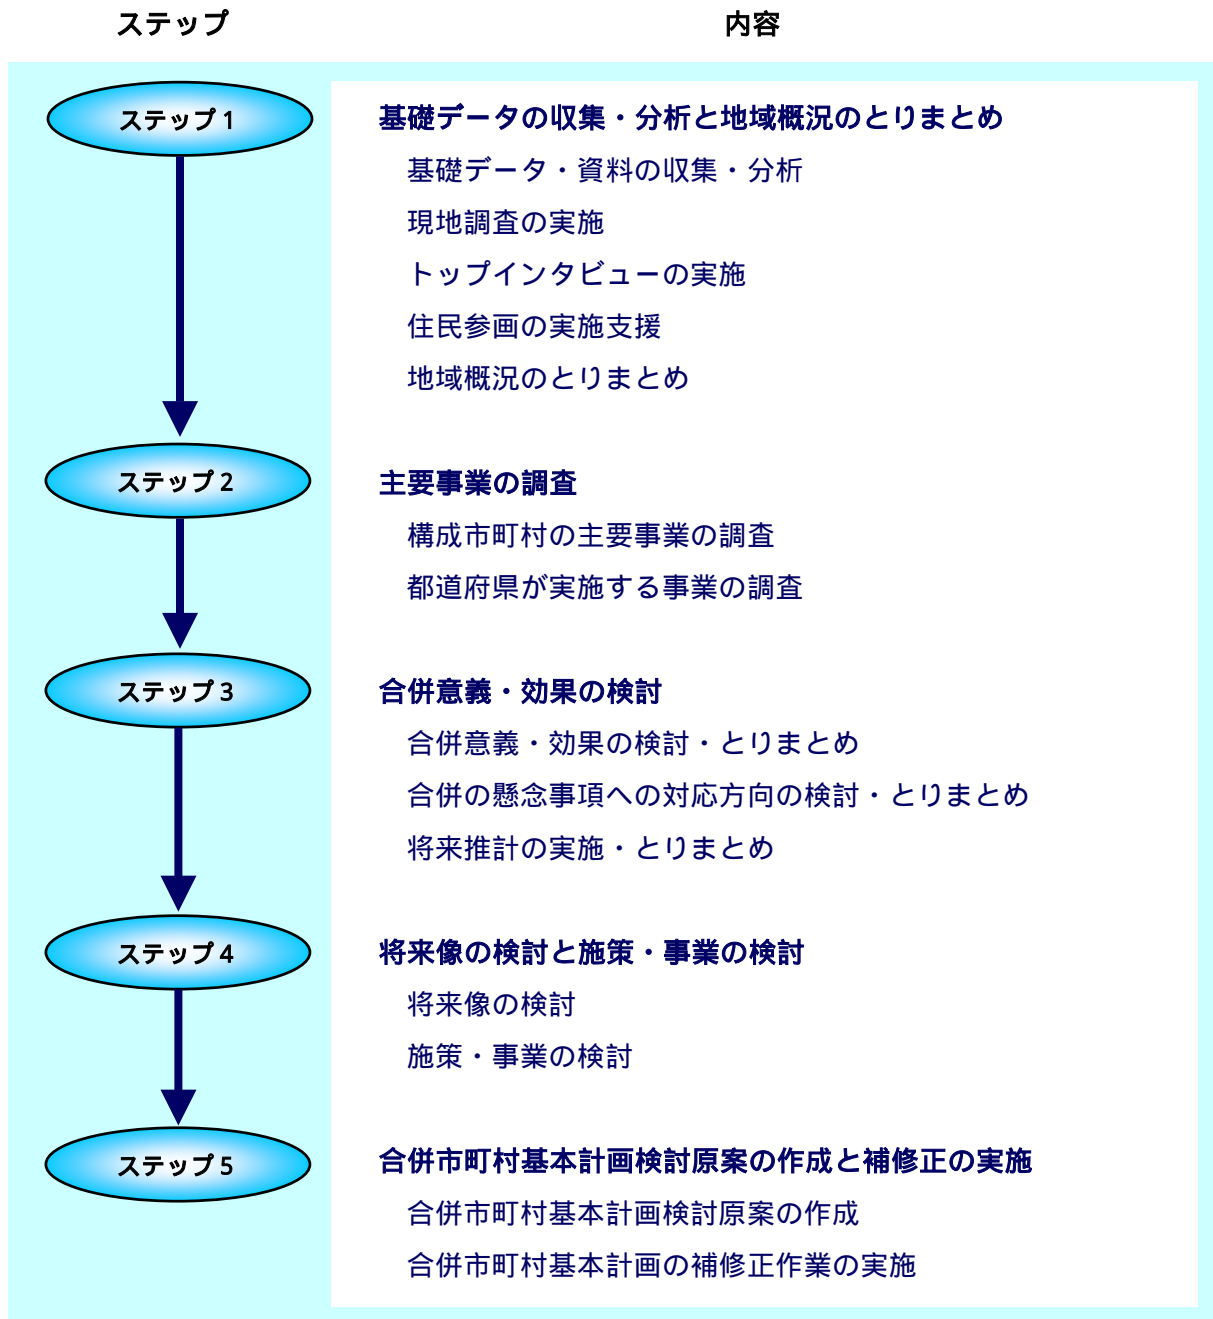 ステップ 内容
ステップ1 基礎データの収集・分析と地域概況のとりまとめ
基礎データ・資料の収集・分析
現地調査の実施
トップインタビューの実施
住民参画の実施支援
地域概況のとりまとめ
ステップ2 主要事業の調査
構成市町村の主要事業の調査
都道府県が実施する事業の調査
ステップ3 合併意義・効果の検討
合併意義・効果の検討・とりまとめ
合併の懸念事項への対応方向の検討・とりまとめ
将来推計の実施・とりまとめ
ステップ4 将来像の検討と施策・事業の検討
将来像の検討
施策・事業の検討
ステップ5 合併市町村基本計画検討原案の作成と補修正の実施
合併市町村基本計画検討原案の作成
合併市町村基本計画の補修正作業の実施